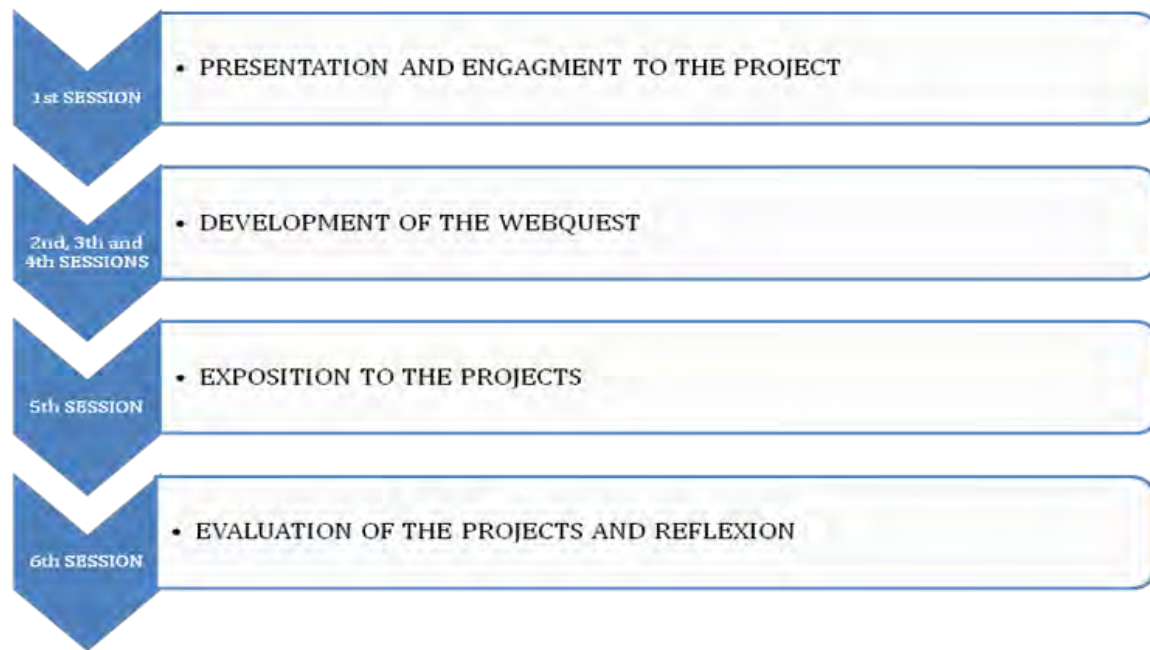 1st SESSION
• PRESENTATION AND ENGAGMENT TO THE PROJECT
2nd, 3th and
4th SESSIONS
• DEVELOPMENT OF THE WEBQUEST
5th SESSION
• EXPOSITION TO THE PROJECTS
6th SESSION
• EVALUATION OF THE PROJECTS AND REFLEXION